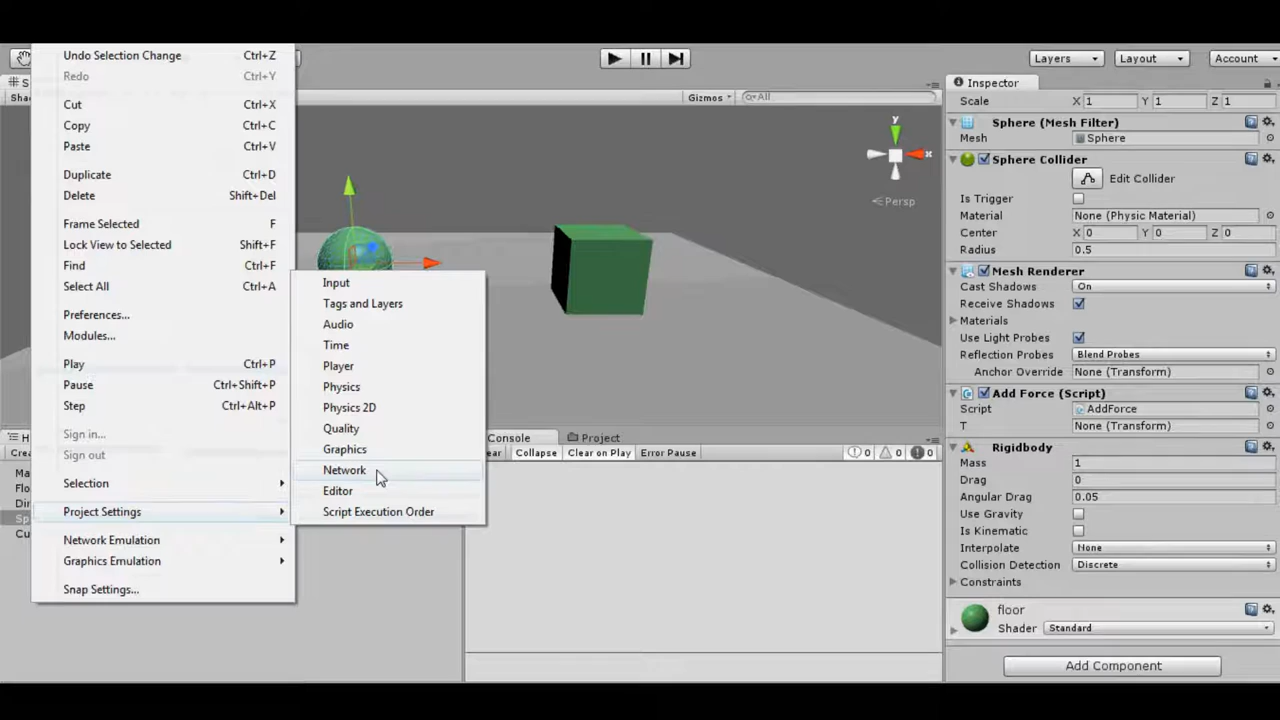 Undo Selection Change Ctrl+Z
Redo Ctrl+Y
Cut Ctrl+X
Copy Ctrl+C
Paste Ctrl+V
Duplicate Ctrl+D
Delete Shift+Del
Frame Selected F
Lock View to Selected Shift+F
Find Ctrl+F
Select All Ctrl+A
Preferences...
Modules...
Play Ctrl+P
Pause Ctrl+Shift+P
Step Ctrl+Alt+P
Sign in...
Sign out
Selection
Project Settings
Network Emulation
Graphics Emulation
Snap Settings...
Input
Tags and Layers
Audio
Time
Player
Physics
Physics 2D
Quality
Graphics
Network
Editor
Script Execution Order
Layers Layout Account
Gizmos All
y
x
Persp
Console Project
Collapse Clear on Play Error Pause 0 0 0
Inspector
Scale X 1 Y 1 Z 1
Sphere (Mesh Filter)
Mesh Sphere
Sphere Collider
Edit Collider
Is Trigger
Material None (Physic Material)
Center X 0 Y 0 Z 0
Radius 0.5
Mesh Renderer
Cast Shadows On
Receive Shadows
Materials
Use Light Probes
Reflection Probes Blend Probes
Anchor Override None (Transform)
Add Force (Script)
Script AddForce
T None (Transform)
Rigidbody
Mass 1
Drag 0
Angular Drag 0.05
Use Gravity
Is Kinematic
Interpolate None
Collision Detection Discrete
Constraints
floor
Shader Standard
Add Component